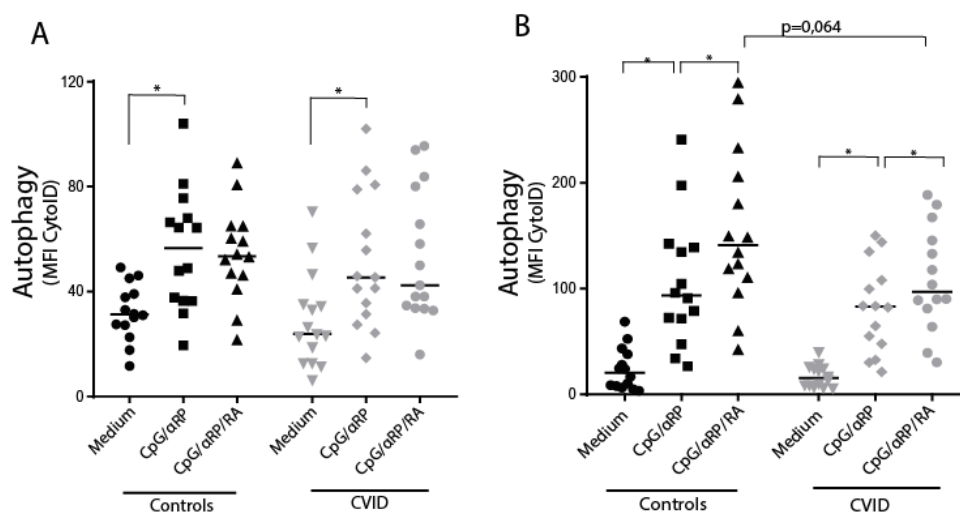 A
Autophagy
(MFI CytoID)
120
80
40
0
*
*
Medium
CpG/αRP
CpG/αRP/RA
Medium
CpG/αRP
CpG/αRP/RA
Controls
CVID
B
p=0,064
Autophagy
(MFI CytoID)
300
200
100
0
*
*
*
*
Medium
CpG/αRP
CpG/αRP/RA
Medium
CpG/αRP
CpG/αRP/RA
Controls
CVID